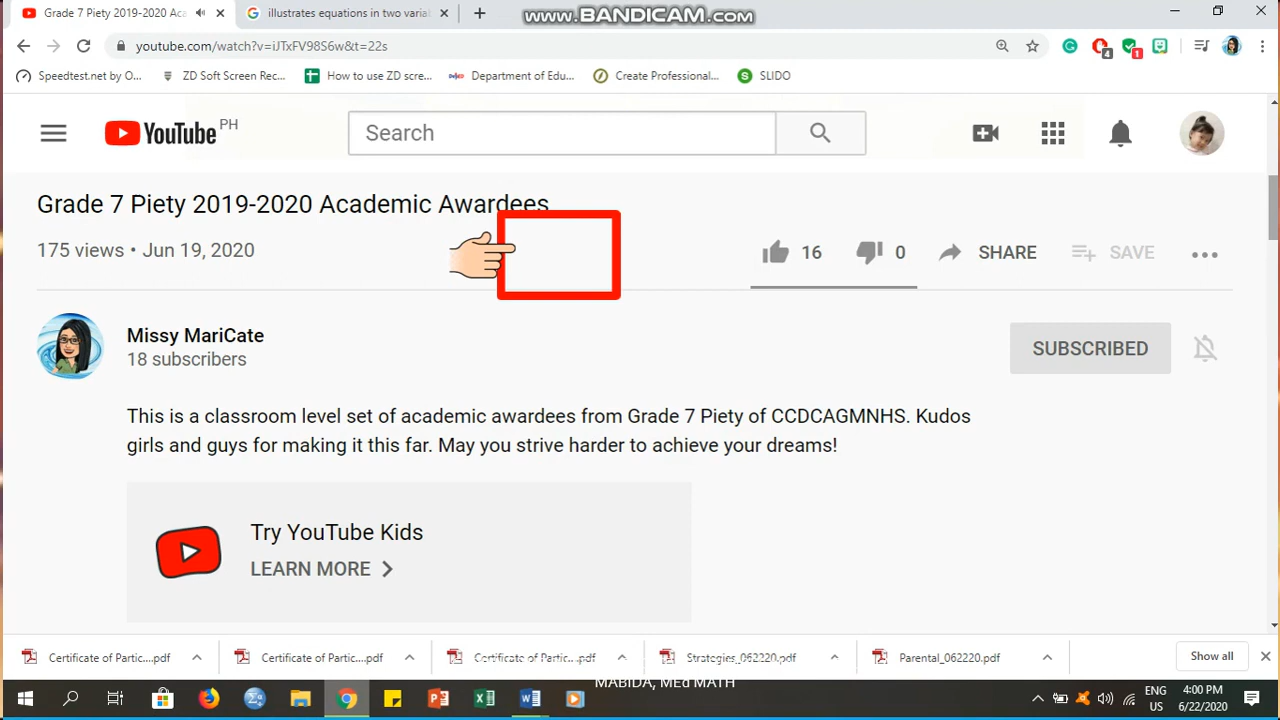 Grade 7 Piety 2019-2020 Aca
illustrates equations in two varia
www.BANDICAM.com
youtube.com/watch?v=iJTxFV98S6w&t=22s
4
1
Speedtest.net by O...
ZD Soft Screen Rec...
How to use ZD scre...
Department of Edu...
Create Professional...
S
SLIDO
YouTube PH
Search
Grade 7 Piety 2019-2020 Academic Awardees
175 views • Jun 19, 2020
16
0
SHARE
SAVE
Missy MariCate
18 subscribers
SUBSCRIBED
This is a classroom level set of academic awardees from Grade 7 Piety of CCDCAGMNHS. Kudos
girls and guys for making it this far. May you strive harder to achieve your dreams!
Try YouTube Kids
LEARN MORE
Certificate of Partic....pdf
Certificate of Partic....pdf
Certificate of Partic....pdf
Strategies_062220.pdf
Parental_062220.pdf
Show all
MABIDA, MEd MATH
ENG
US
4:00 PM
6/22/2020